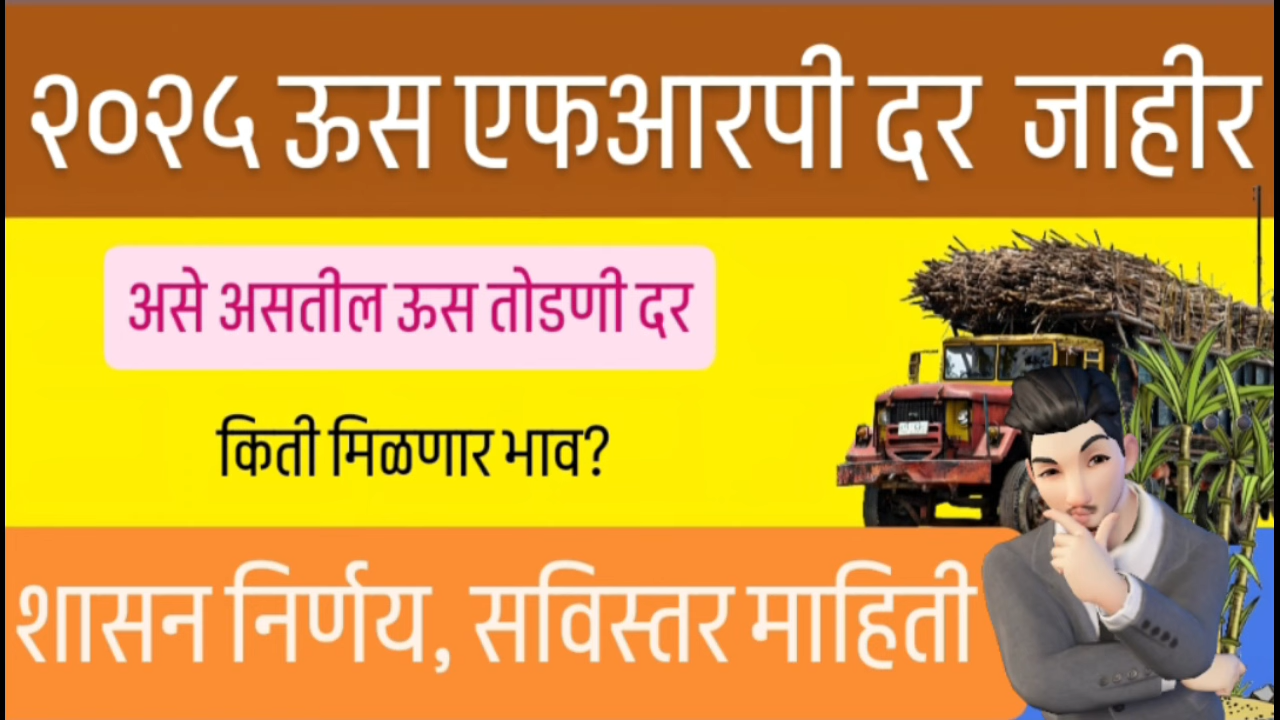 २०२५ ऊस एफआरपी दर जाहीर
असे असतील ऊस तोडणी दर
किती मिळणार भाव?
शासन निर्णय, सविस्तर माहिती